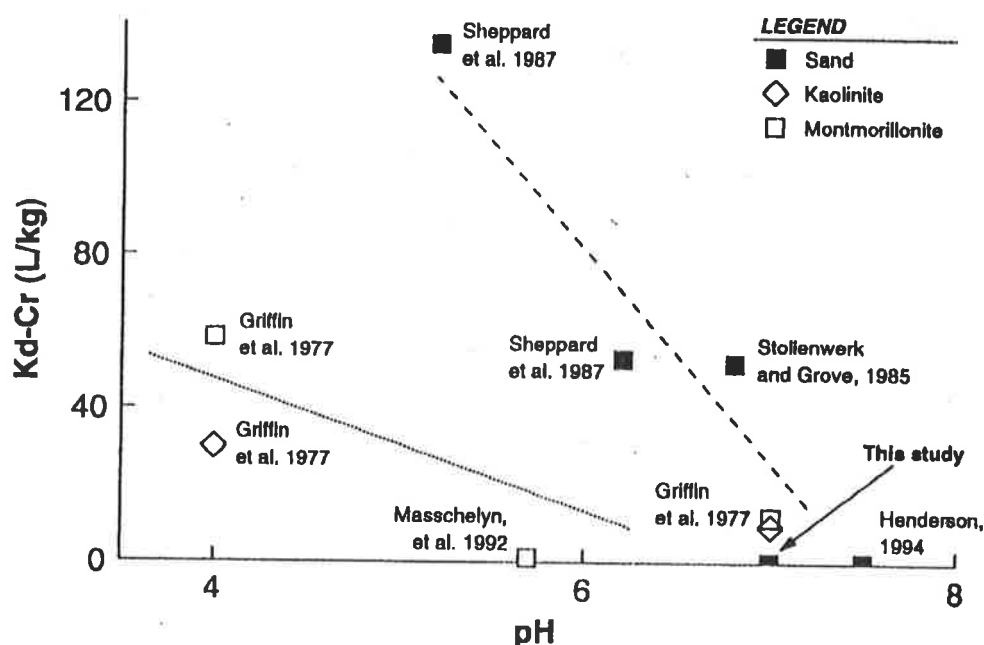 LEGEND
Sand
Kaolinite
Montmorillonite
Kd-Cr (L/kg)
120
80
40
0
Sheppard
et al. 1987
Griffin
et al. 1977
Griffin
et al. 1977
Sheppard
et al. 1987
Stollenwerk
and Grove, 1985
This study
Masschelyn,
et al. 1992
Griffin
et al. 1977
Henderson,
1994
4
6
8
pH